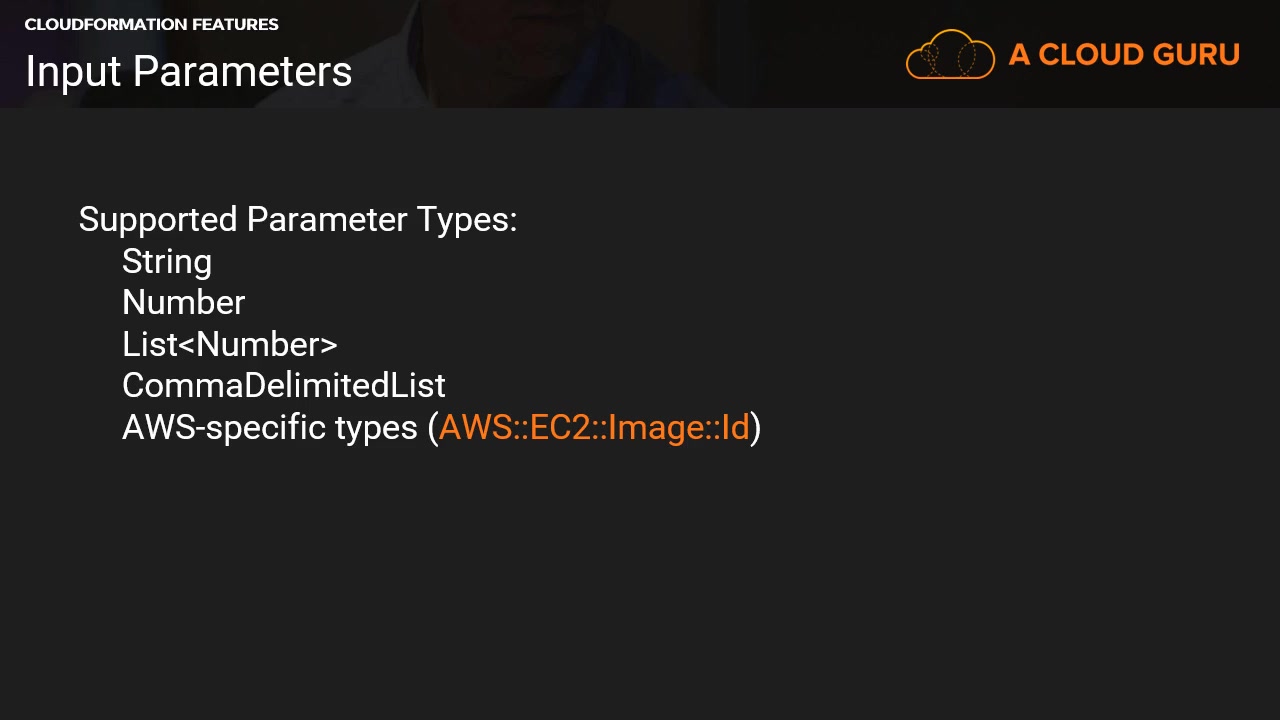 CLOUDFORMATION FEATURES
Input Parameters
A CLOUD GURU
Supported Parameter Types:
String
Number
List<Number>
CommaDelimitedList
AWS-specific types (AWS::EC2::Image::Id)